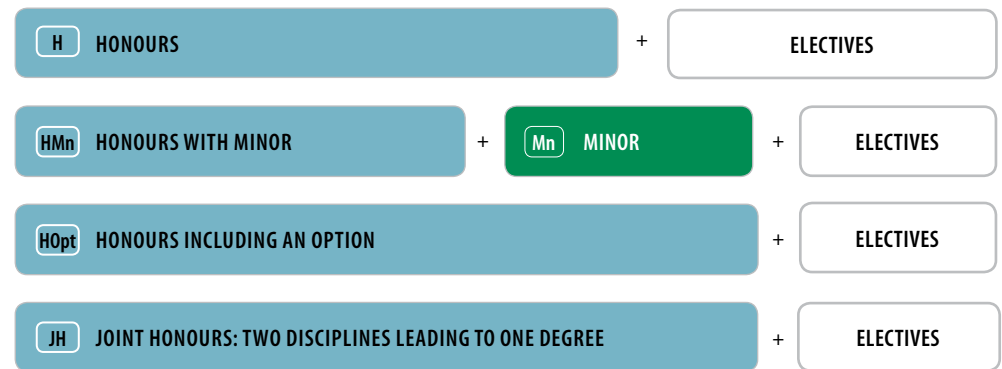 H HONOURS + ELECTIVES
HMn HONOURS WITH MINOR + Mn MINOR + ELECTIVES
HOpt HONOURS INCLUDING AN OPTION + ELECTIVES
JH JOINT HONOURS: TWO DISCIPLINES LEADING TO ONE DEGREE + ELECTIVES